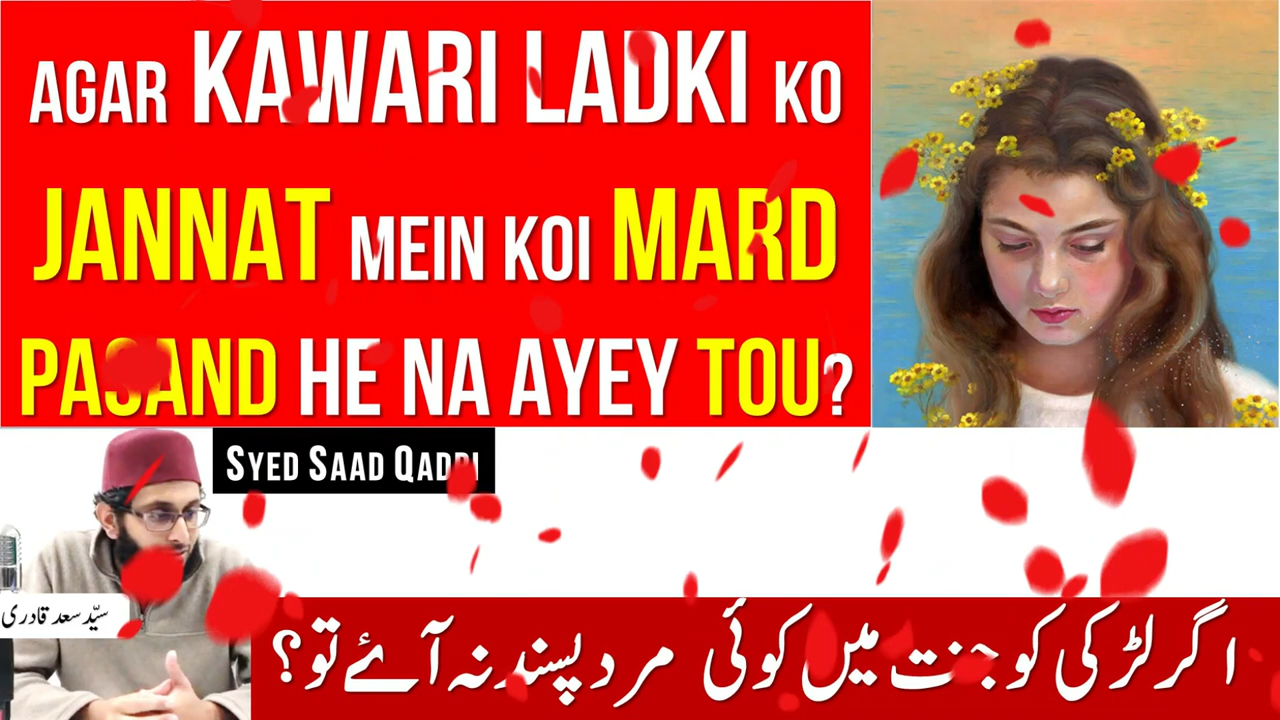 AGAR KAWARI LADKI KO
JANNAT MEIN KOI MARD
PASAND HE NA AYEY TOU?
SYED SAAD QADRI
سیّد سعد قادری
اگر لڑکی کو جنت میں کوئی مرد پسند نہ آئے تو؟